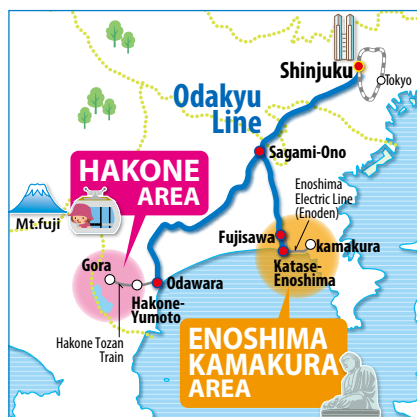 Shinjuku
Tokyo
Odakyu
Line
Sagami-Ono
HAKONE
AREA
Enoshima
Electric Line
(Enoden)
Mt.fuji
Fujisawa
kamakura
Gora
Katase-
Enoshima
Odawara
Hakone-
Yumoto
Hakone Tozan
Train
ENOSHIMA
KAMAKURA
AREA